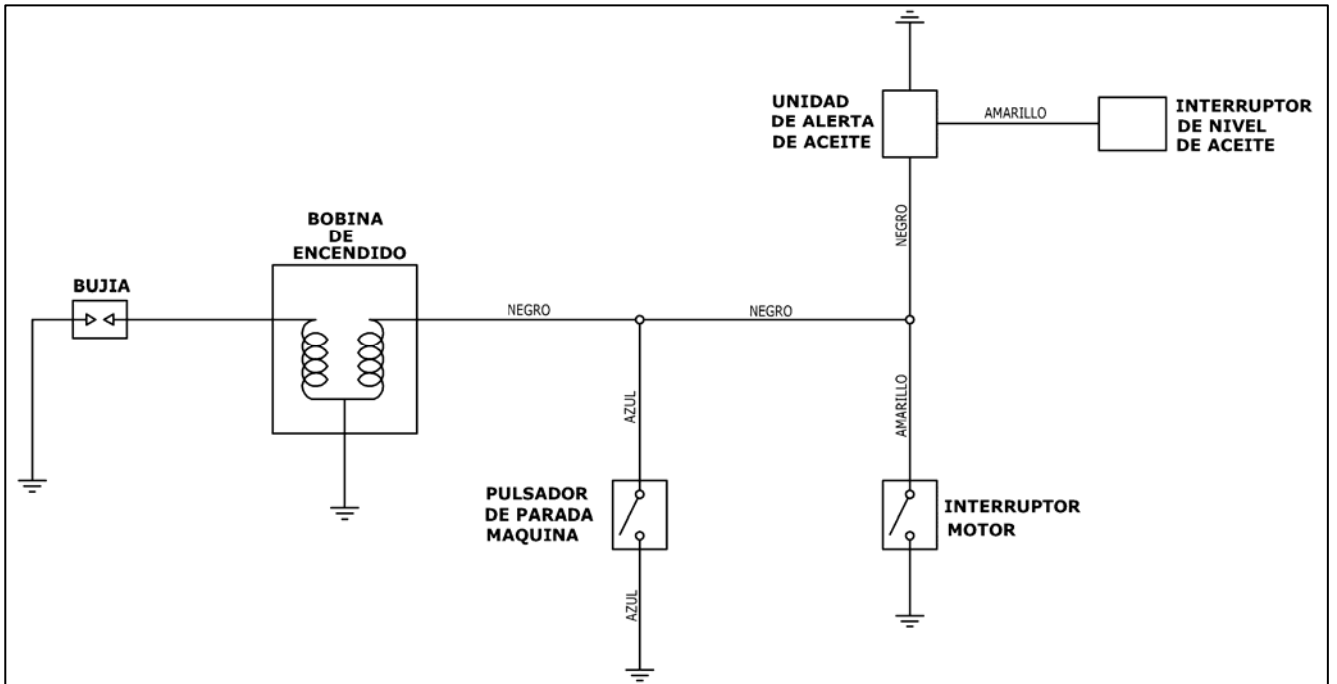 UNIDAD
DE ALERTA
DE ACEITE
AMARILLO
INTERRUPTOR
DE NIVEL
DE ACEITE
NEGRO
BOBINA
DE
ENCENDIDO
BUJIA
NEGRO
NEGRO
AZUL
AMARILLO
PULSADOR
DE PARADA
MAQUINA
INTERRUPTOR
MOTOR
AZUL